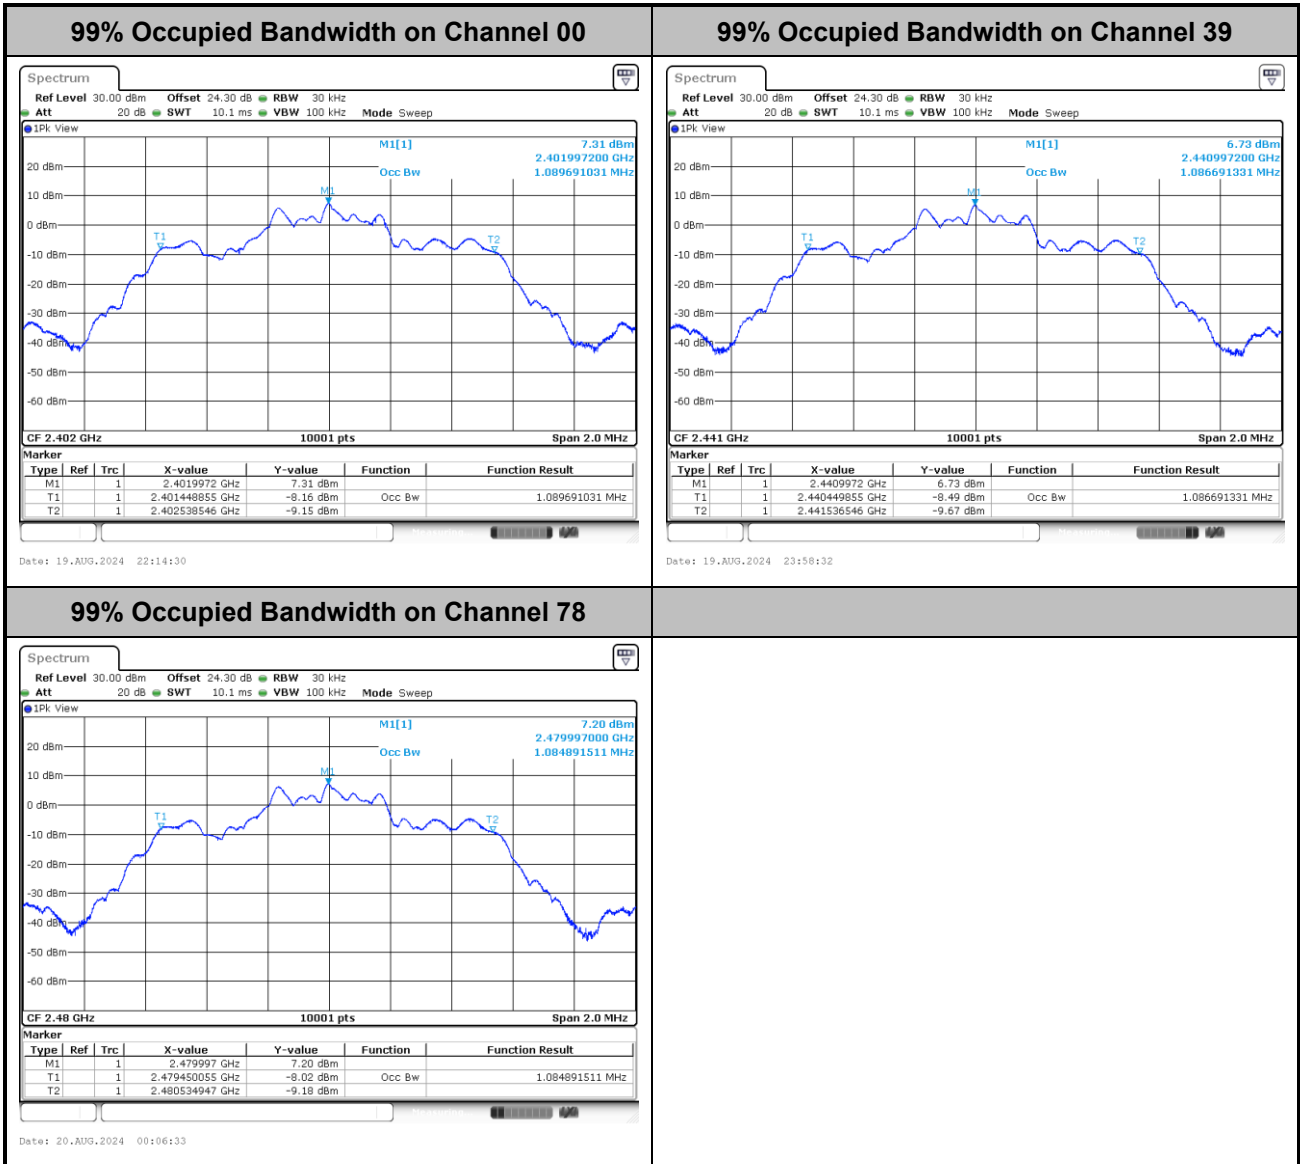 99% Occupied Bandwidth on Channel 00
99% Occupied Bandwidth on Channel 39
Spectrum
Ref Level 30.00 dBm Offset 24.30 dB RBW 30 kHz
Att 20 dB SWT 10.1 ms VBW 100 kHz Mode Sweep
1Pk View
M1[1] 7.31 dBm
2.401997200 GHz
Occ Bw 1.089691031 MHz
M1
T1
T2
20 dBm
10 dBm
0 dBm
-10 dBm
-20 dBm
-30 dBm
-40 dBm
-50 dBm
-60 dBm
CF 2.402 GHz 10001 pts Span 2.0 MHz
Marker
Type Ref Trc X-value Y-value Function Function Result
M1 1 2.4019972 GHz 7.31 dBm
T1 1 2.401448855 GHz -8.16 dBm Occ Bw 1.089691031 MHz
T2 1 2.402538546 GHz -9.15 dBm
Measuring
Date: 19.AUG.2024 22:14:30
Spectrum
Ref Level 30.00 dBm Offset 24.30 dB RBW 30 kHz
Att 20 dB SWT 10.1 ms VBW 100 kHz Mode Sweep
1Pk View
M1[1] 6.73 dBm
2.440997200 GHz
Occ Bw 1.086691331 MHz
M1
T1
T2
20 dBm
10 dBm
0 dBm
-10 dBm
-20 dBm
-30 dBm
-40 dBm
-50 dBm
-60 dBm
CF 2.441 GHz 10001 pts Span 2.0 MHz
Marker
Type Ref Trc X-value Y-value Function Function Result
M1 1 2.4409972 GHz 6.73 dBm
T1 1 2.440449855 GHz -8.49 dBm Occ Bw 1.086691331 MHz
T2 1 2.441536546 GHz -9.67 dBm
Measuring
Date: 19.AUG.2024 23:58:32
99% Occupied Bandwidth on Channel 78
Spectrum
Ref Level 30.00 dBm Offset 24.30 dB RBW 30 kHz
Att 20 dB SWT 10.1 ms VBW 100 kHz Mode Sweep
1Pk View
M1[1] 7.20 dBm
2.479997000 GHz
Occ Bw 1.084891511 MHz
M1
T1
T2
20 dBm
10 dBm
0 dBm
-10 dBm
-20 dBm
-30 dBm
-40 dBm
-50 dBm
-60 dBm
CF 2.48 GHz 10001 pts Span 2.0 MHz
Marker
Type Ref Trc X-value Y-value Function Function Result
M1 1 2.479997 GHz 7.20 dBm
T1 1 2.479450055 GHz -8.02 dBm Occ Bw 1.084891511 MHz
T2 1 2.480534947 GHz -9.18 dBm
Measuring
Date: 20.AUG.2024 00:06:33